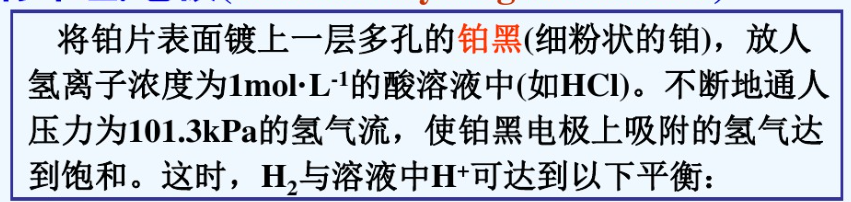 将铂片表面镀上一层多孔的铂黑(细粉状的铂)，放人
氢离子浓度为1mol·L-1的酸溶液中(如HCl)。不断地通人
压力为101.3kPa的氢气流，使铂黑电极上吸附的氢气达
到饱和。这时，H2与溶液中H+可达到以下平衡：